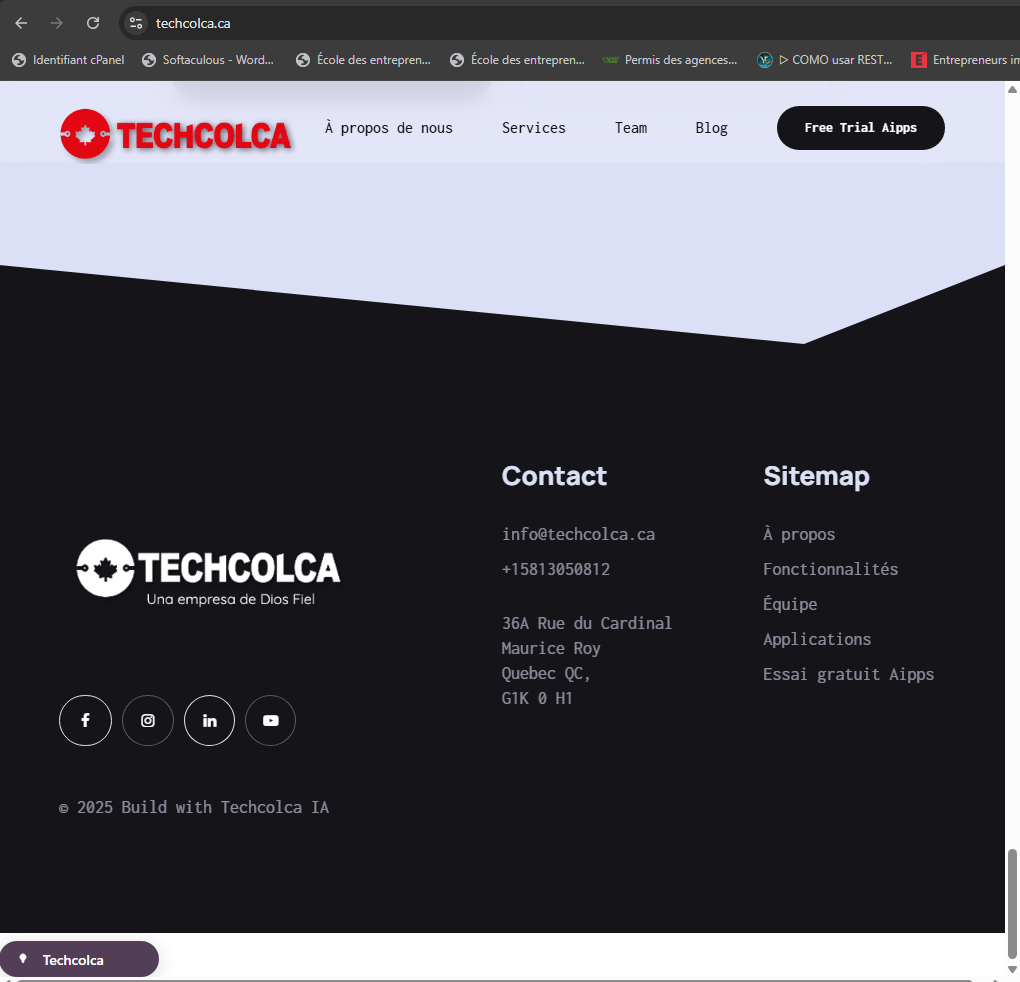 techcolca.ca
Identifiant cPanel
Softaculous - Word...
École des entrepren...
École des entrepren...
Permis des agences...
▷ COMO usar REST...
E
Entrepreneurs im
TECHCOLCA
À propos de nous
Services
Team
Blog
Free Trial Aipps
TECHCOLCA
Una empresa de Dios Fiel
© 2025 Build with Techcolca IA
Contact
info@techcolca.ca
+15813050812
36A Rue du Cardinal
Maurice Roy
Quebec QC,
G1K 0 H1
Sitemap
À propos
Fonctionnalités
Équipe
Applications
Essai gratuit Aipps
Techcolca